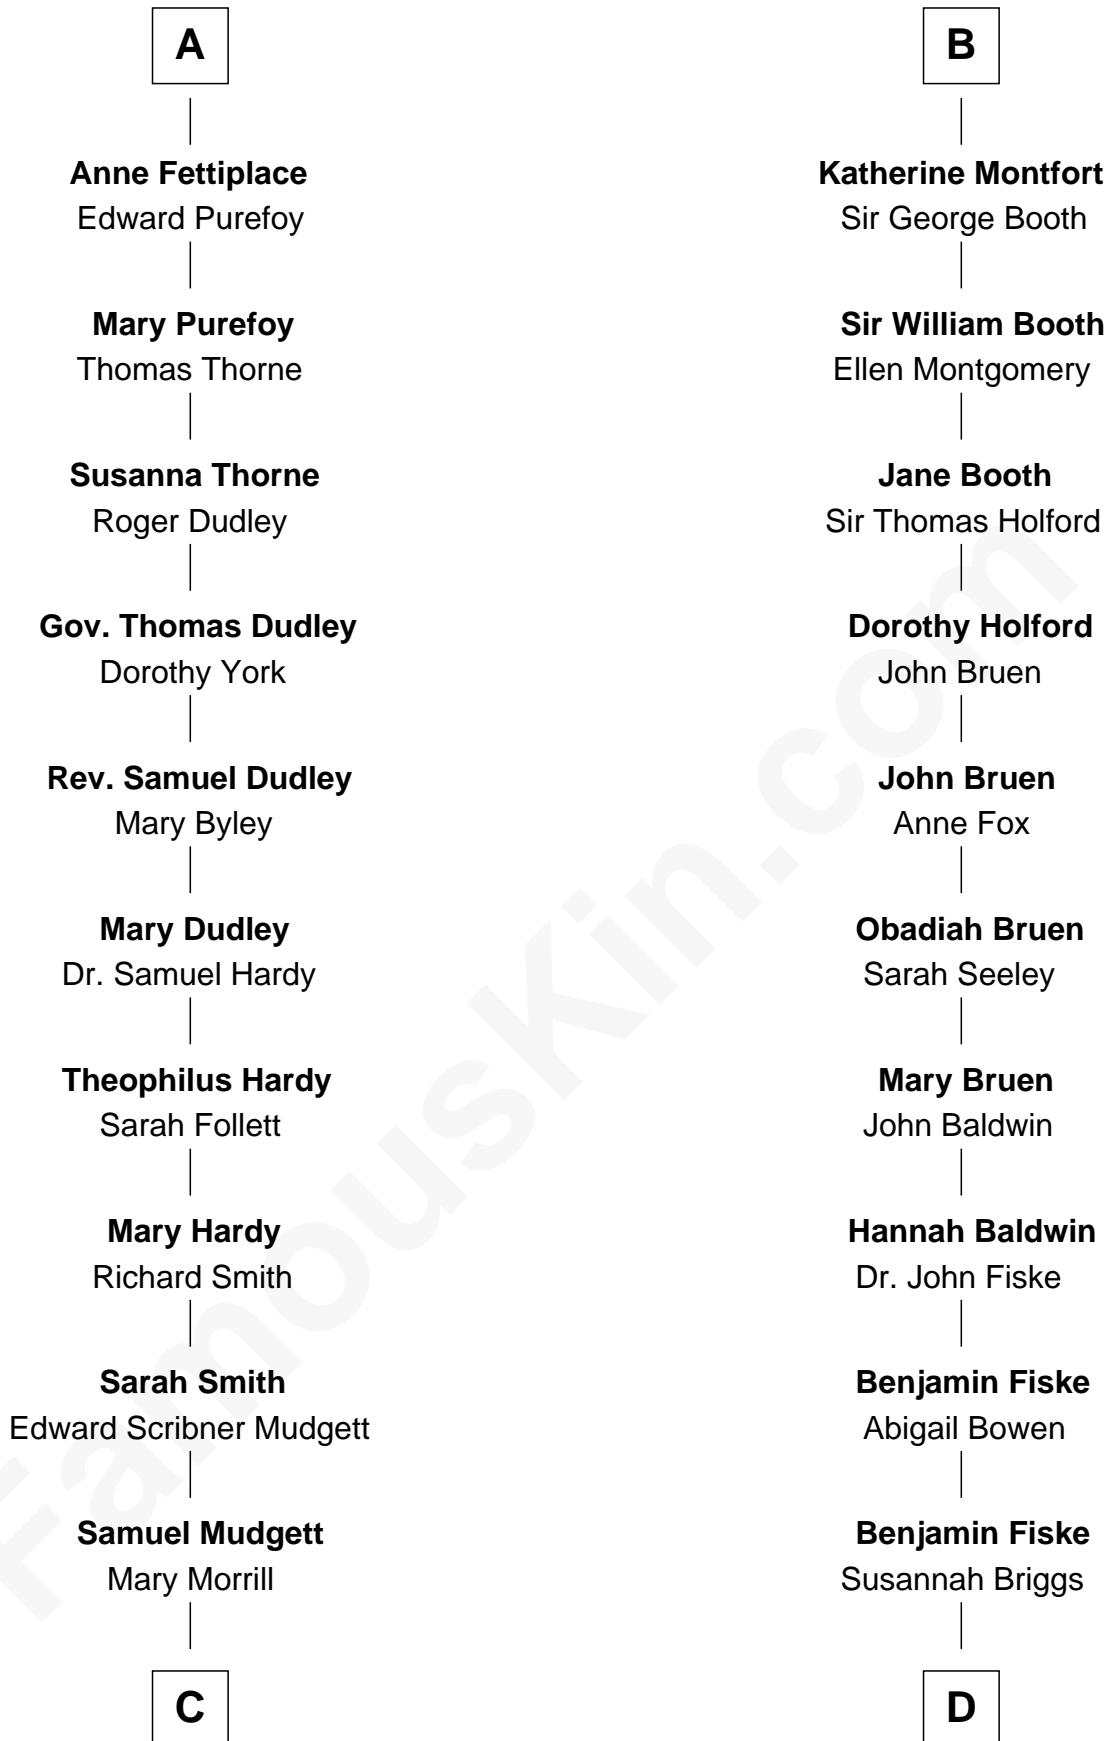 A
Anne Fettiplace
Edward Purefoy
Mary Purefoy
Thomas Thorne
Susanna Thorne
Roger Dudley
Gov. Thomas Dudley
Dorothy York
Rev. Samuel Dudley
Mary Byley
Mary Dudley
Dr. Samuel Hardy
Theophilus Hardy
Sarah Follett
Mary Hardy
Richard Smith
Sarah Smith
Edward Scribner Mudgett
Samuel Mudgett
Mary Morrill
C
B
Katherine Montfort
Sir George Booth
Sir William Booth
Ellen Montgomery
Jane Booth
Sir Thomas Holford
Dorothy Holford
John Bruen
John Bruen
Anne Fox
Obadiah Bruen
Sarah Seeley
Mary Bruen
John Baldwin
Hannah Baldwin
Dr. John Fiske
Benjamin Fiske
Abigail Bowen
Benjamin Fiske
Susannah Briggs
D
FamousKin.com